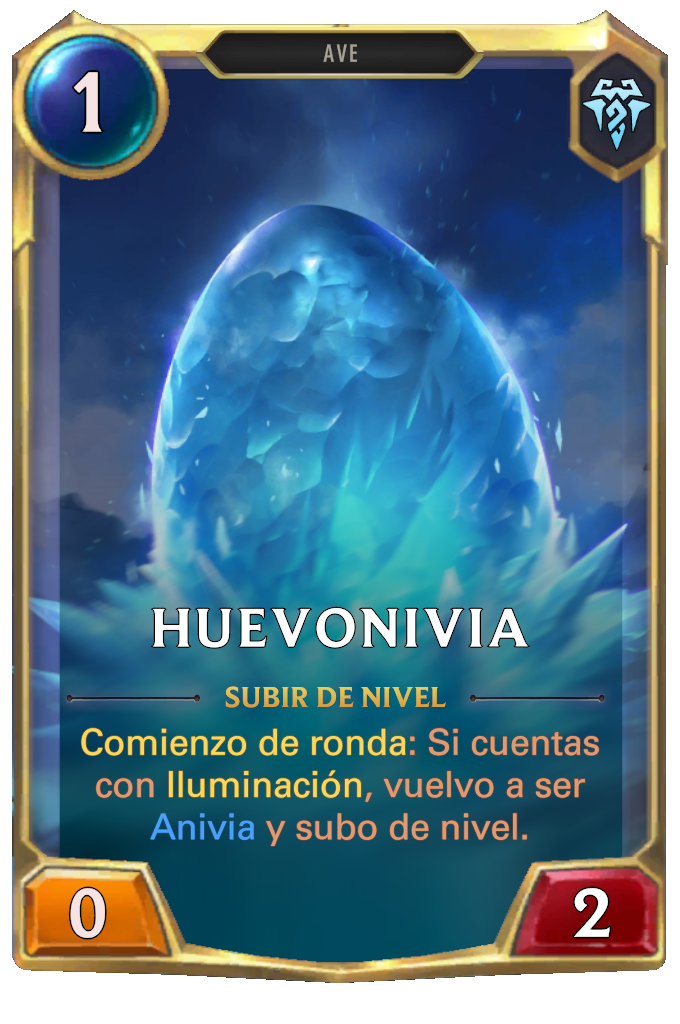 AVE
1
HUEVONIVIA
SUBIR DE NIVEL
Comienzo de ronda: Si cuentas
con Iluminación, vuelvo a ser
Anivia y subo de nivel.
0
2